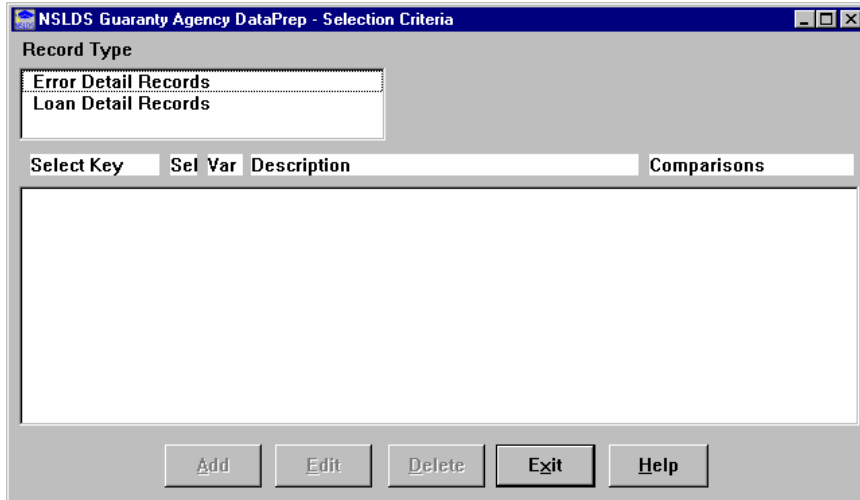 NSLDS Guaranty Agency DataPrep - Selection Criteria
Record Type
Error Detail Records
Loan Detail Records
Select Key Sel Var Description Comparisons
Add Edit Delete Exit Help